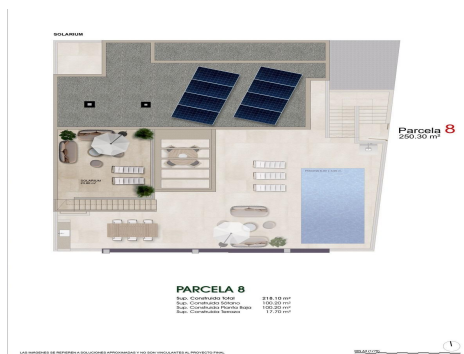 SOLARIUM
Parcela 8
250.30 m²
SOLARIUM
PARCELA 8
Sup. Construida Total 218.10 m²
Sup. Construida Sótano 100.20 m²
Sup. Construida Planta Baja 100.20 m²
Sup. Construida Terraza 17.70 m²
LAS IMÁGENES SE REFIEREN A SOLUCIONES APROXIMADAS Y NO SON VINCULANTES AL PROYECTO FINAL